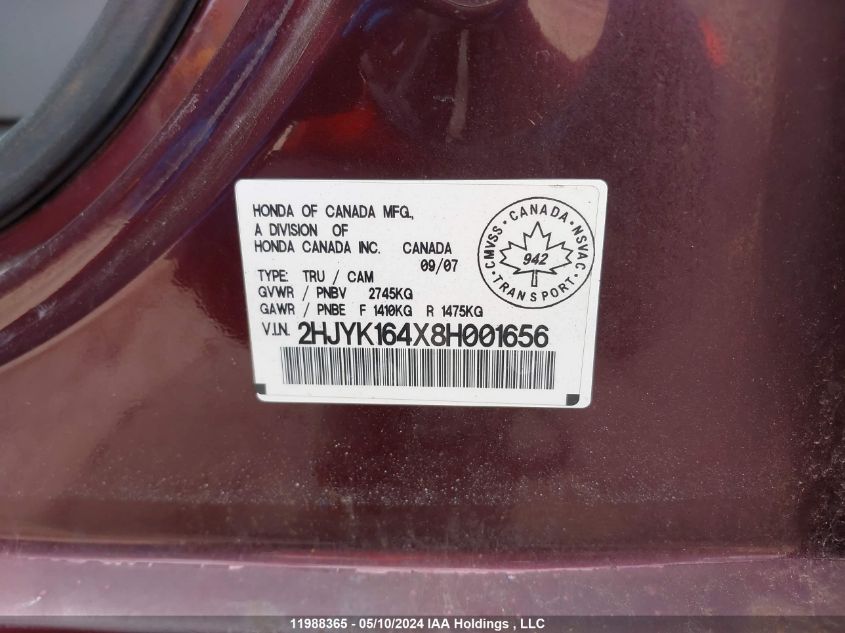 HONDA OF CANADA MFG.,
A DIVISION OF
HONDA CANADA INC. CANADA
09/07
TYPE: TRU / CAM
GVWR / PNBV 2745KG
GAWR / PNBE F 1410KG R 1475KG
V.I.N. 2HJYK164X8H001656
CMVSS · CANADA · NSVAC
942
· TRANSPORT ·
11988365 - 05/10/2024 IAA Holdings , LLC